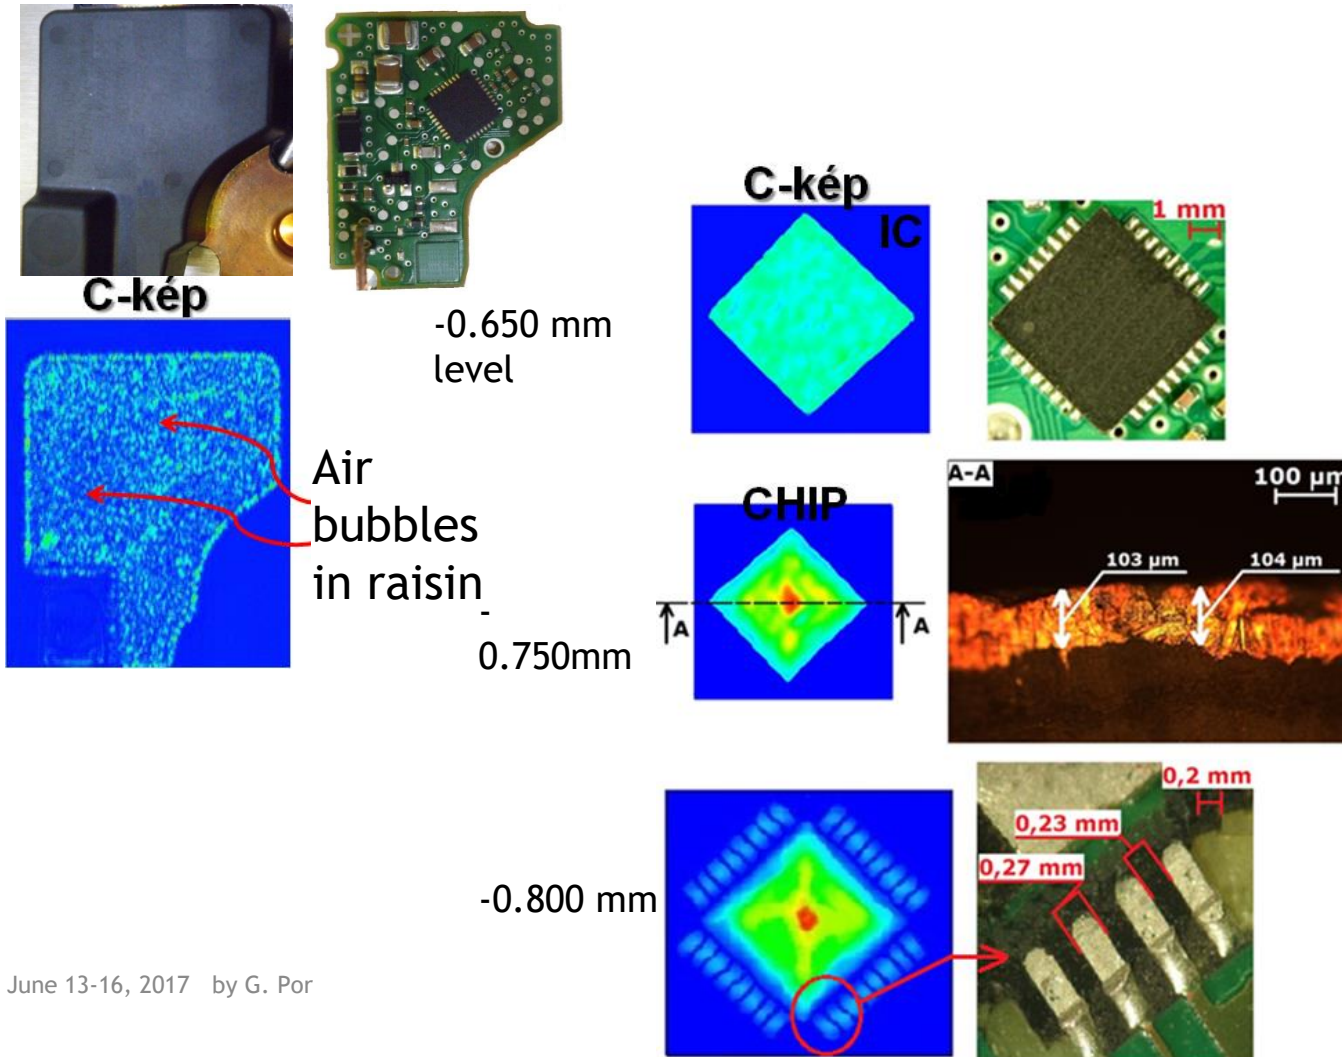 C-kép
-0.650 mm
level
Air
bubbles
in raisin
-
0.750mm
-0.800 mm
C-kép
IC
1 mm
CHIP
A
A
A-A
100 µm
103 µm
104 µm
0,2 mm
0,23 mm
0,27 mm
June 13-16, 2017 by G. Por